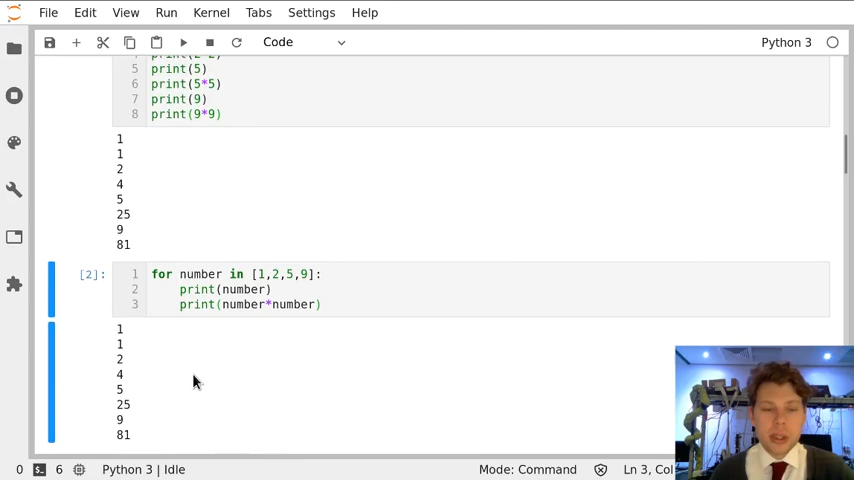 File Edit View Run Kernel Tabs Settings Help
Code Python 3
5 print(5)
6 print(5*5)
7 print(9)
8 print(9*9)
1
1
2
4
5
25
9
81
[2]: 1 for number in [1,2,5,9]:
2 print(number)
3 print(number*number)
1
1
2
4
5
25
9
81
0 6 Python 3 | Idle Mode: Command Ln 3, Col